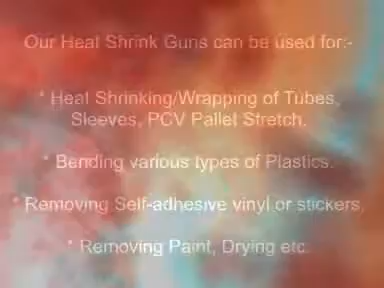 Our Heat Shrink Guns can be used for:-
* Heat Shrinking/Wrapping of Tubes,
Sleeves, PCV Pallet Stretch.
* Bending various types of Plastics.
* Removing Self-adhesive vinyl or stickers.
* Removing Paint, Drying etc.